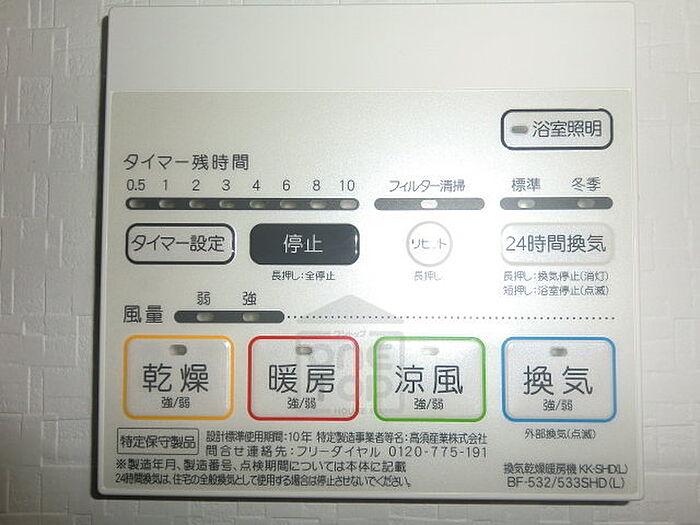 浴室照明
タイマー残時間
0.5 1 2 3 4 6 8 10
フィルター清掃
標準 冬季
タイマー設定
停止
リセット
24時間換気
長押し:全停止
長押し
長押し:換気停止(消灯)
短押し:浴室停止(点滅)
風量
弱 強
乾燥
強/弱
暖房
強/弱
涼風
強/弱
換気
強/弱
外部換気(点滅)
特定保守製品
設計標準使用期間:10年 特定製造事業者等名:高須産業株式会社
問合せ連絡先:フリーダイヤル 0120-775-191
※製造年月、製造番号、点検期間については本体に記載
24時間換気は、住宅の全般換気として使用する場合は停止させないでください。
換気乾燥暖房機 KK-SHD(L)
BF-532/533SHD(L)
ワンストップ
one
Top
HOUSE